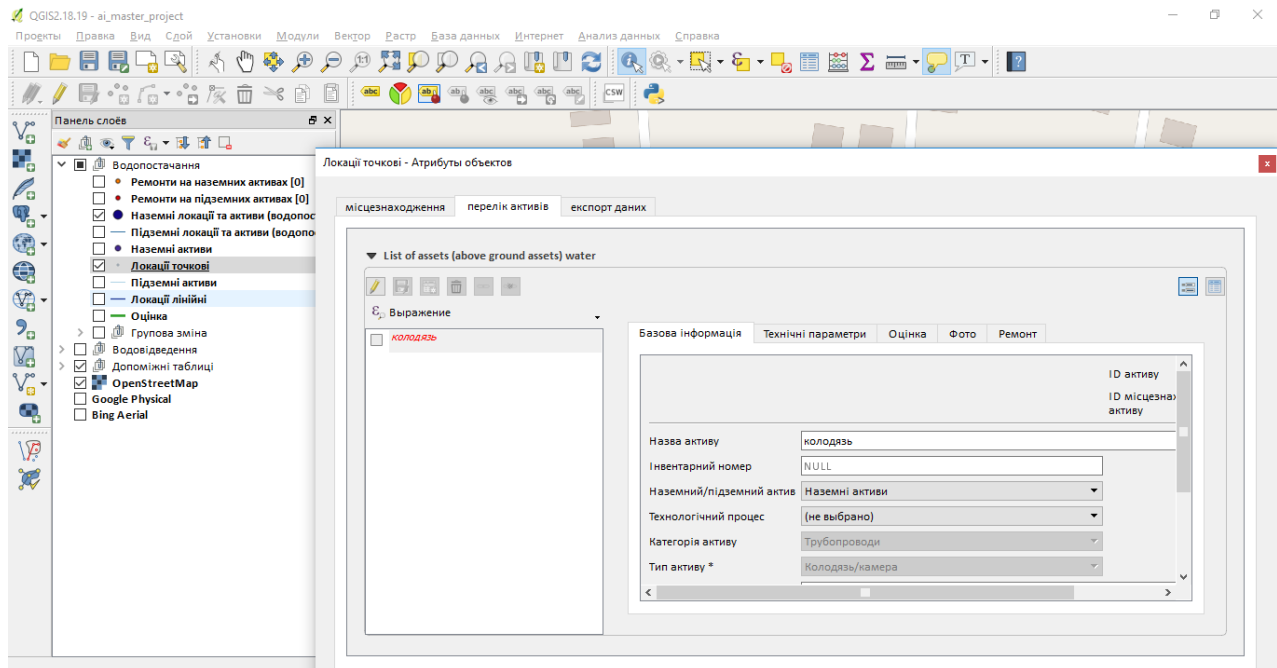 QGIS2.18.19 - ai_master_project
Проекты Правка Вид Слой Установки Модули Вектор Растр База данных Интернет Анализ данных Справка
abc
CSW
Панель слоёв
Водопостачання
Ремонти на наземних активах [0]
Ремонти на підземних активах [0]
Наземні локації та активи (водопос
Підземні локації та активи (водопо
Наземні активи
Локації точкові
Підземні активи
Локації лінійні
Оцінка
Групова зміна
Водовідведення
Допоміжні таблиці
OpenStreetMap
Google Physical
Bing Aerial
Локації точкові - Атрибуты объектов
місцезнаходження перелік активів експорт даних
List of assets (above ground assets) water
Выражение
колодязь
Базова інформація Технічні параметри Оцінка Фото Ремонт
ID активу
ID місцезнах
активу
Назва активу колодязь
Інвентарний номер NULL
Наземний/підземний актив Наземні активи
Технологічний процес (не выбрано)
Категорія активу Трубопроводи
Тип активу * Колодязь/камера